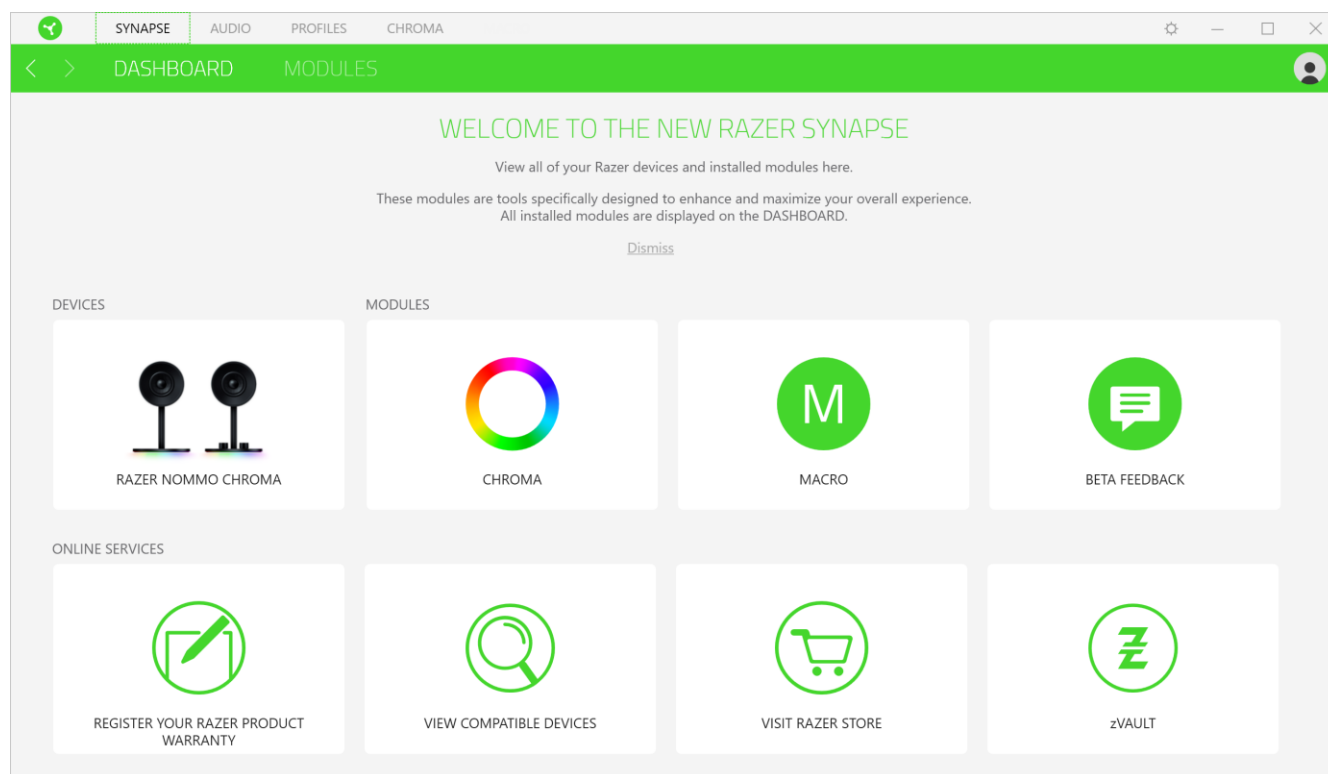 SYNAPSE AUDIO PROFILES CHROMA
DASHBOARD MODULES
WELCOME TO THE NEW RAZER SYNAPSE
View all of your Razer devices and installed modules here.
These modules are tools specifically designed to enhance and maximize your overall experience.
All installed modules are displayed on the DASHBOARD.
Dismiss
DEVICES MODULES
M
RAZER NOMMO CHROMA CHROMA MACRO BETA FEEDBACK
ONLINE SERVICES
REGISTER YOUR RAZER PRODUCT VIEW COMPATIBLE DEVICES VISIT RAZER STORE zVAULT
WARRANTY